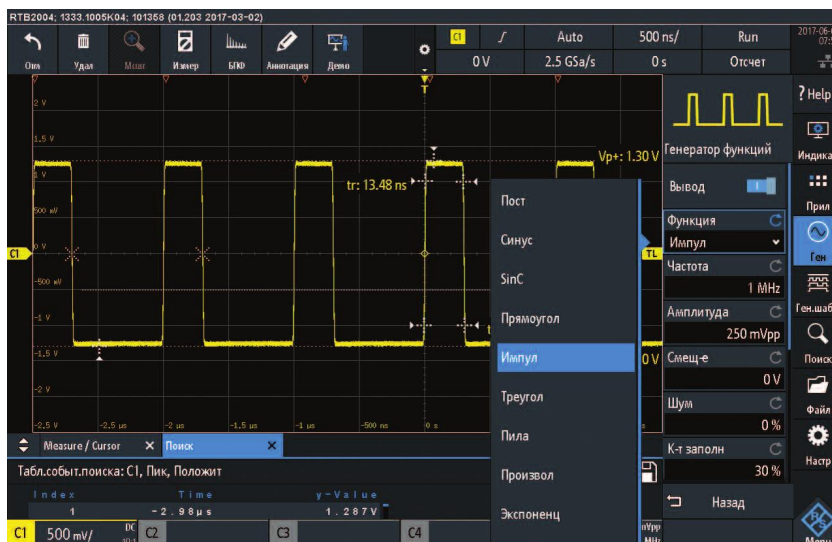 RTB2004; 1333.1005K04; 101358 (01.203 2017-03-02)
Удал
Измер
БПФ
Аннотация
Демо
C1
Auto
500 ns/
Run
0 V
2.5 GSa/s
0 s
Отсчет
T
2 V
1.5 V
1 V
500 mV
0 V
-500 mV
-1 V
-1.5 V
-2 V
-2.5 V
-2.5 µs
-2 µs
-1.5 µs
-1 µs
-500 ns
0 s
C1
TL
Vp+: 1.30 V
tr: 13.48 ns
Пост
Синус
SinC
Прямоугол
Импул
Треугол
Пила
Произвол
Экспоненц
Генератор функций
Вывод
Функция
Импул
Частота
1 MHz
Амплитуда
250 mVpp
Смещ-е
0 V
Шум
0 %
К-т заполн
30 %
Назад
? Help
Индика
Прил
Ген
Ген.шаб
Поиск
Файл
Настр
Menu
Measure / Cursor
Поиск
Табл.событ.поиска: C1, Пик, Положит
Index Time y-Value
1 -2.98µs 1.287V
C1 500 mV/ DC
C2
C3
C4